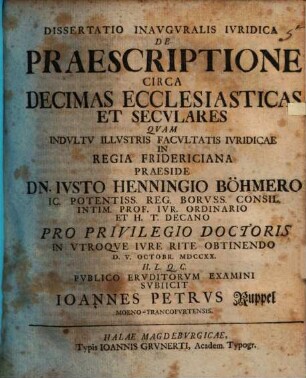 DISSERTATIO INAVGVRALIS IVRIDICA
DE
PRAESCRIPTIONE
CIRCA
DECIMAS ECCLESIASTICAS
ET SECVLARES
QVAM
INDVLTV ILLVSTRIS FACVLTATIS IVRIDICAE
IN
REGIA FRIDERICIANA
PRAESIDE
DN. IVSTO HENNINGIO BÖHMERO
IC. POTENTISS. REG. BORVSS. CONSIL.
INTIM. PROF. IVR. ORDINARIO
ET H. T. DECANO
PRO PRIVILEGIO DOCTORIS
IN VTROQVE IVRE RITE OBTINENDO
D. V. OCTOBR. MDCCXX.
H. L. Q. C.
PVBLICO ERVDITORVM EXAMINI
SVBIICIT
IOANNES PETRVS Ruppel
MOENO-FRANCOFVRTENSIS.
HALAE MAGDEBVRGICAE,
Typis IOANNIS GRVNERTI, Academ. Typogr.